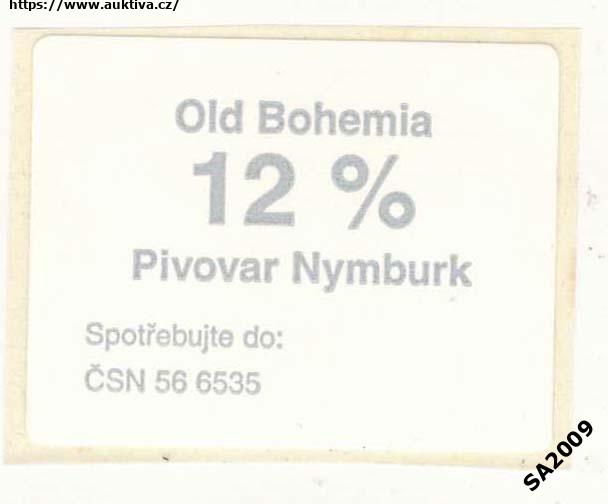 https://www.auktiva.cz/
Old Bohemia
12 %
Pivovar Nymburk
Spotřebujte do:
ČSN 56 6535
SA2009